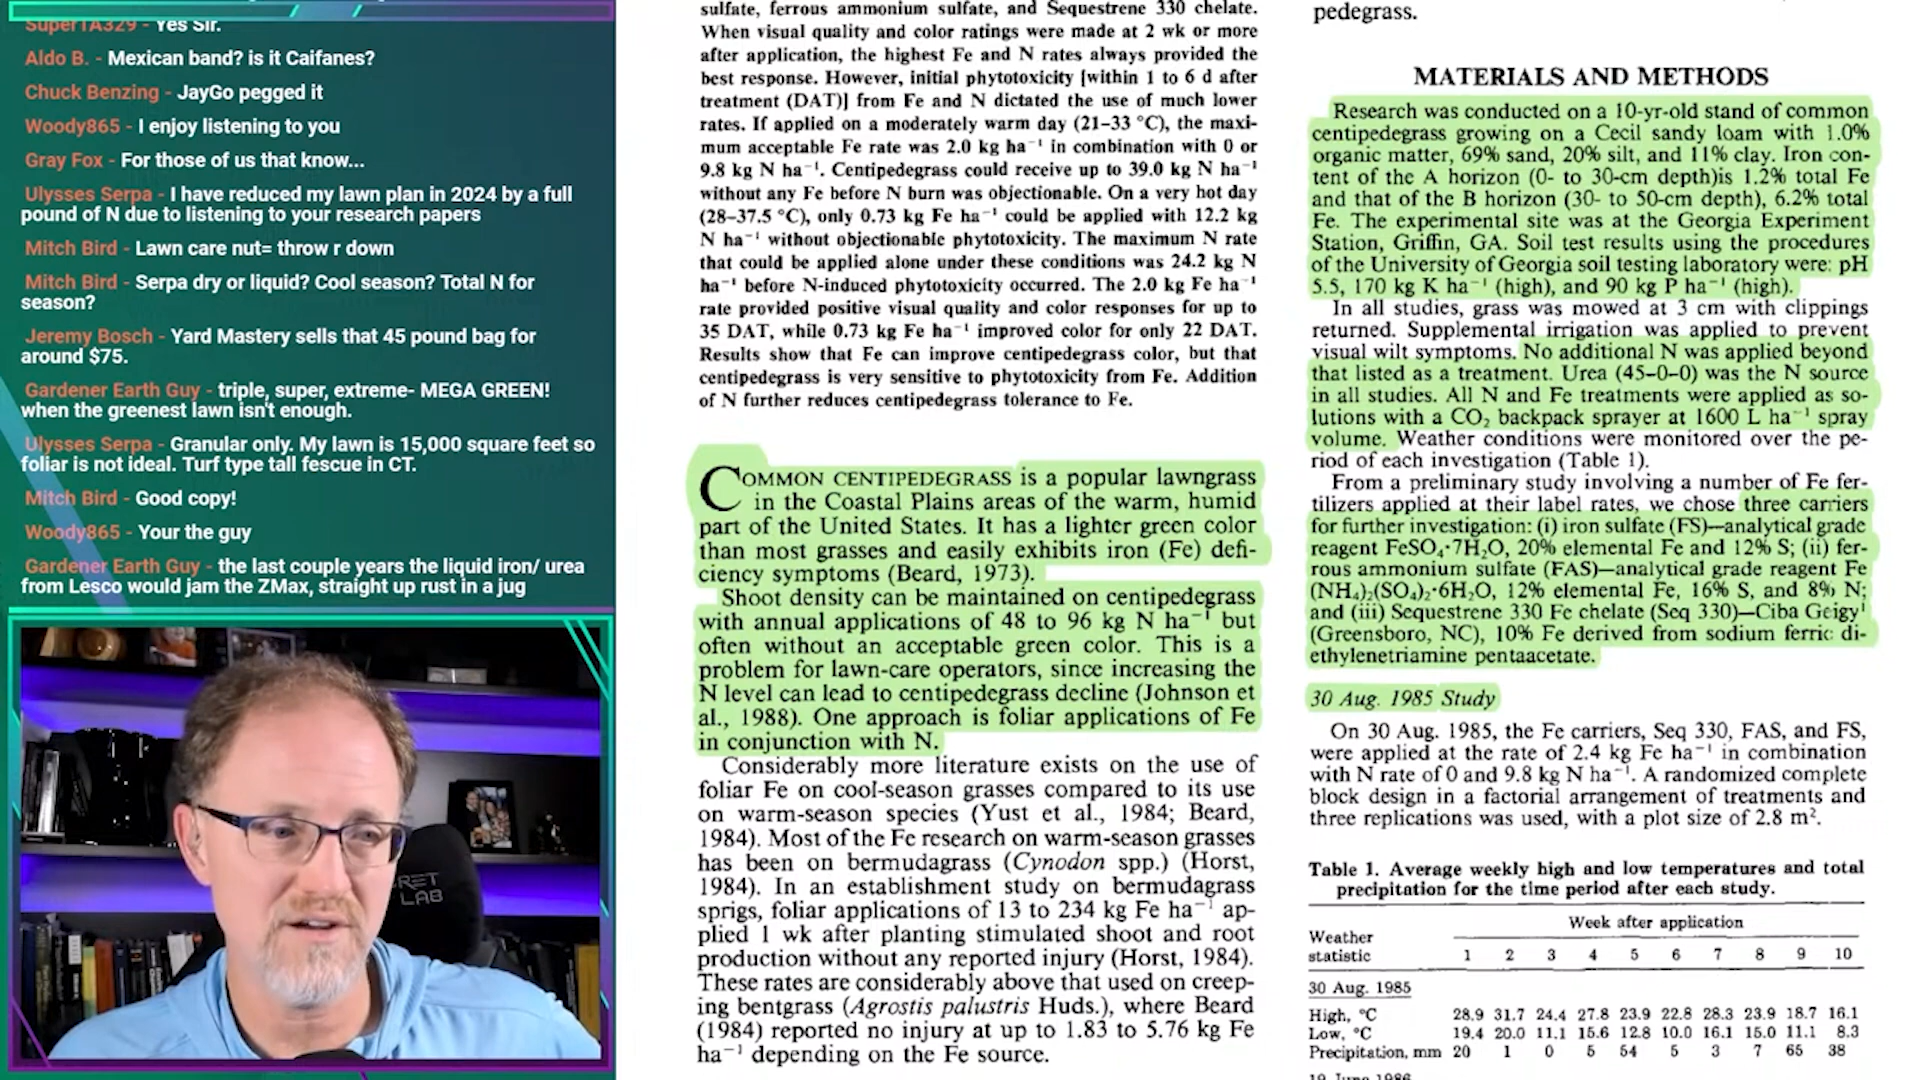 SuperTA329 - Yes Sir.
Aldo B. - Mexican band? is it Caifanes?
Chuck Benzing - JayGo pegged it
Woody865 - I enjoy listening to you
Gray Fox - For those of us that know...
Ulysses Serpa - I have reduced my lawn plan in 2024 by a full
pound of N due to listening to your research papers
Mitch Bird - Lawn care nut= throw r down
Mitch Bird - Serpa dry or liquid? Cool season? Total N for
season?
Jeremy Bosch - Yard Mastery sells that 45 pound bag for
around $75.
Gardener Earth Guy - triple, super, extreme- MEGA GREEN!
when the greenest lawn isn't enough.
Ulysses Serpa - Granular only. My lawn is 15,000 square feet so
foliar is not ideal. Turf type tall fescue in CT.
Mitch Bird - Good copy!
Woody865 - Your the guy
Gardener Earth Guy - the last couple years the liquid iron/ urea
from Lesco would jam the ZMax, straight up rust in a jug
RET
LAB
sulfate, ferrous ammonium sulfate, and Sequestrene 330 chelate.
When visual quality and color ratings were made at 2 wk or more
after application, the highest Fe and N rates always provided the
best response. However, initial phytotoxicity [within 1 to 6 d after
treatment (DAT)] from Fe and N dictated the use of much lower
rates. If applied on a moderately warm day (21–33 °C), the maxi-
mum acceptable Fe rate was 2.0 kg ha⁻¹ in combination with 0 or
9.8 kg N ha⁻¹. Centipedegrass could receive up to 39.0 kg N ha⁻¹
without any Fe before N burn was objectionable. On a very hot day
(28–37.5 °C), only 0.73 kg Fe ha⁻¹ could be applied with 12.2 kg
N ha⁻¹ without objectionable phytotoxicity. The maximum N rate
that could be applied alone under these conditions was 24.2 kg N
ha⁻¹ before N-induced phytotoxicity occurred. The 2.0 kg Fe ha⁻¹
rate provided positive visual quality and color responses for up to
35 DAT, while 0.73 kg Fe ha⁻¹ improved color for only 22 DAT.
Results show that Fe can improve centipedegrass color, but that
centipedegrass is very sensitive to phytotoxicity from Fe. Addition
of N further reduces centipedegrass tolerance to Fe.
COMMON CENTIPEDEGRASS is a popular lawngrass
in the Coastal Plains areas of the warm, humid
part of the United States. It has a lighter green color
than most grasses and easily exhibits iron (Fe) defi-
ciency symptoms (Beard, 1973).
Shoot density can be maintained on centipedegrass
with annual applications of 48 to 96 kg N ha⁻¹ but
often without an acceptable green color. This is a
problem for lawn-care operators, since increasing the
N level can lead to centipedegrass decline (Johnson et
al., 1988). One approach is foliar applications of Fe
in conjunction with N.
Considerably more literature exists on the use of
foliar Fe on cool-season grasses compared to its use
on warm-season species (Yust et al., 1984; Beard,
1984). Most of the Fe research on warm-season grasses
has been on bermudagrass (Cynodon spp.) (Horst,
1984). In an establishment study on bermudagrass
sprigs, foliar applications of 13 to 234 kg Fe ha⁻¹ ap-
plied 1 wk after planting stimulated shoot and root
production without any reported injury (Horst, 1984).
These rates are considerably above that used on creep-
ing bentgrass (Agrostis palustris Huds.), where Beard
(1984) reported no injury at up to 1.83 to 5.76 kg Fe
ha⁻¹ depending on the Fe source.
pedegrass.
MATERIALS AND METHODS
Research was conducted on a 10-yr-old stand of common
centipedegrass growing on a Cecil sandy loam with 1.0%
organic matter, 69% sand, 20% silt, and 11% clay. Iron con-
tent of the A horizon (0- to 30-cm depth)is 1.2% total Fe
and that of the B horizon (30- to 50-cm depth), 6.2% total
Fe. The experimental site was at the Georgia Experiment
Station, Griffin, GA. Soil test results using the procedures
of the University of Georgia soil testing laboratory were: pH
5.5, 170 kg K ha⁻¹ (high), and 90 kg P ha⁻¹ (high).
In all studies, grass was mowed at 3 cm with clippings
returned. Supplemental irrigation was applied to prevent
visual wilt symptoms. No additional N was applied beyond
that listed as a treatment. Urea (45-0-0) was the N source
in all studies. All N and Fe treatments were applied as so-
lutions with a CO₂ backpack sprayer at 1600 L ha⁻¹ spray
volume. Weather conditions were monitored over the pe-
riod of each investigation (Table 1).
From a preliminary study involving a number of Fe fer-
tilizers applied at their label rates, we chose three carriers
for further investigation: (i) iron sulfate (FS)—analytical grade
reagent FeSO₄·7H₂O, 20% elemental Fe and 12% S; (ii) fer-
rous ammonium sulfate (FAS)—analytical grade reagent Fe
(NH₄)₂(SO₄)₂·6H₂O, 12% elemental Fe, 16% S, and 8% N;
and (iii) Sequestrene 330 Fe chelate (Seq 330)—Ciba Geigy¹
(Greensboro, NC), 10% Fe derived from sodium ferric di-
ethylenetriamine pentaacetate.
30 Aug. 1985 Study
On 30 Aug. 1985, the Fe carriers, Seq 330, FAS, and FS,
were applied at the rate of 2.4 kg Fe ha⁻¹ in combination
with N rate of 0 and 9.8 kg N ha⁻¹. A randomized complete
block design in a factorial arrangement of treatments and
three replications was used, with a plot size of 2.8 m².
Table 1. Average weekly high and low temperatures and total
precipitation for the time period after each study.
Week after application
Weather
statistic 1 2 3 4 5 6 7 8 9 10
30 Aug. 1985
High, °C 28.9 31.7 24.4 27.8 23.9 22.8 28.3 23.9 18.7 16.1
Low, °C 19.4 20.0 11.1 15.6 12.8 10.0 16.1 15.0 11.1 8.3
Precipitation, mm 20 1 0 5 54 5 3 7 65 38
19 June 1986